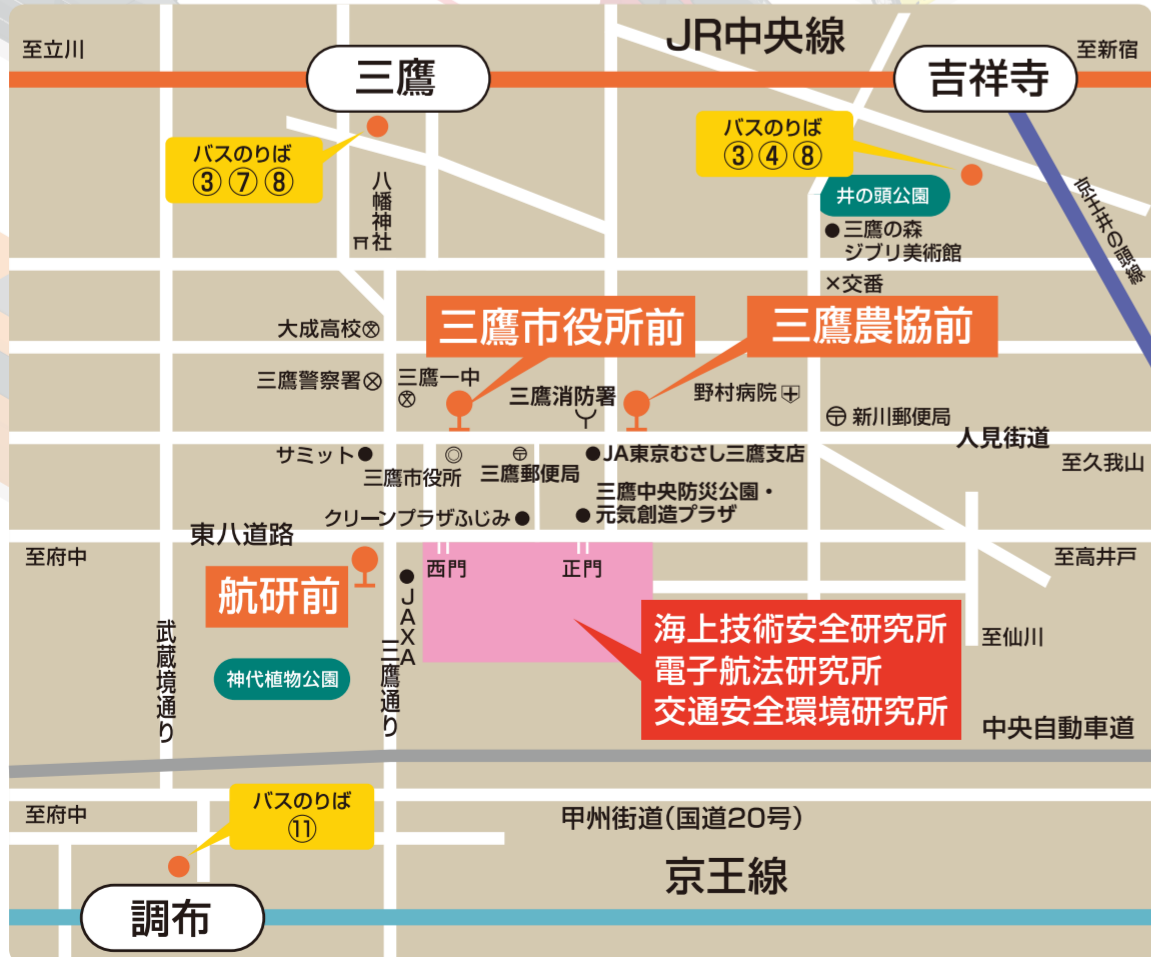 JR中央線
至立川
三鷹
吉祥寺
至新宿
バスのりば
③⑦⑧
バスのりば
③④⑧
八幡神社
井の頭公園
京王井の頭線
三鷹の森
ジブリ美術館
×交番
大成高校
三鷹市役所前
三鷹農協前
三鷹警察署
三鷹一中
三鷹消防署
野村病院
新川郵便局
人見街道
サミット
三鷹市役所
三鷹郵便局
JA東京むさし三鷹支店
至久我山
クリーンプラザふじみ
三鷹中央防災公園・
元気創造プラザ
東八道路
至府中
西門
正門
至高井戸
航研前
JAXA
海上技術安全研究所
電子航法研究所
交通安全環境研究所
至仙川
武蔵境通り
神代植物公園
三鷹通り
中央自動車道
至府中
バスのりば
⑪
甲州街道(国道20号)
京王線
調布